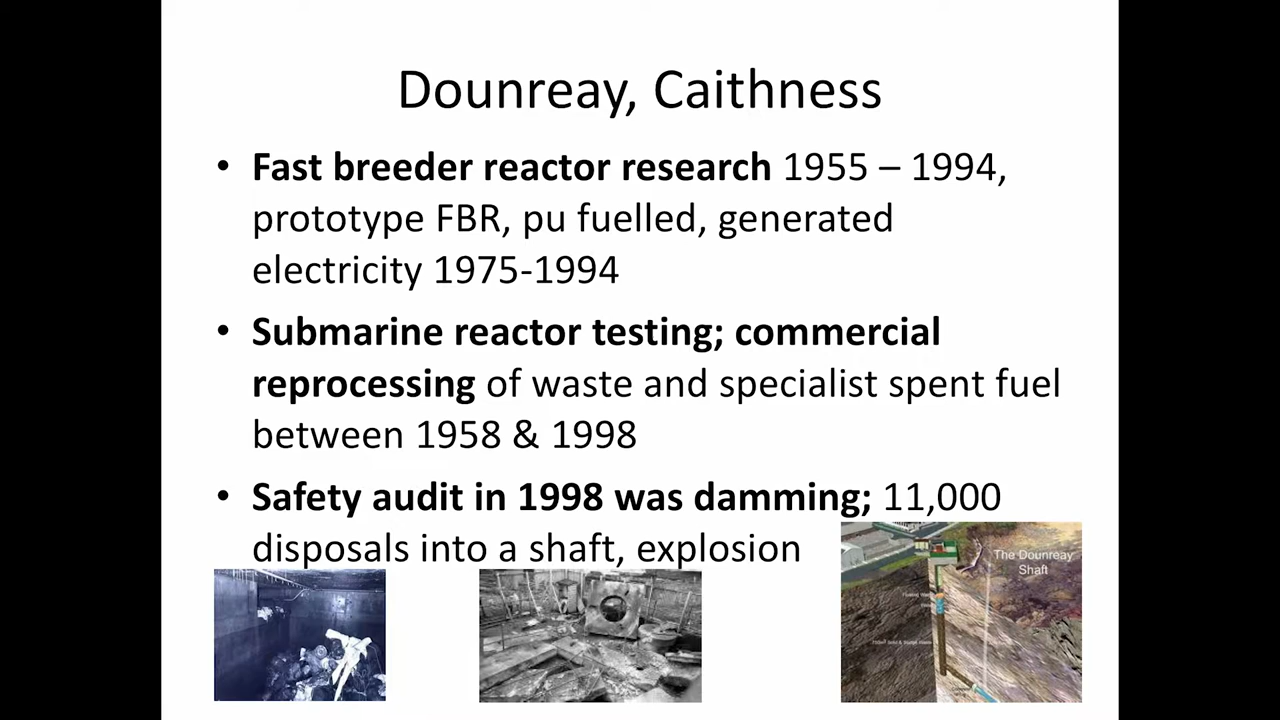 Dounreay, Caithness
• Fast breeder reactor research 1955 – 1994,
prototype FBR, pu fuelled, generated
electricity 1975-1994
• Submarine reactor testing; commercial
reprocessing of waste and specialist spent fuel
between 1958 & 1998
• Safety audit in 1998 was damming; 11,000
disposals into a shaft, explosion
The Dounreay
Shaft